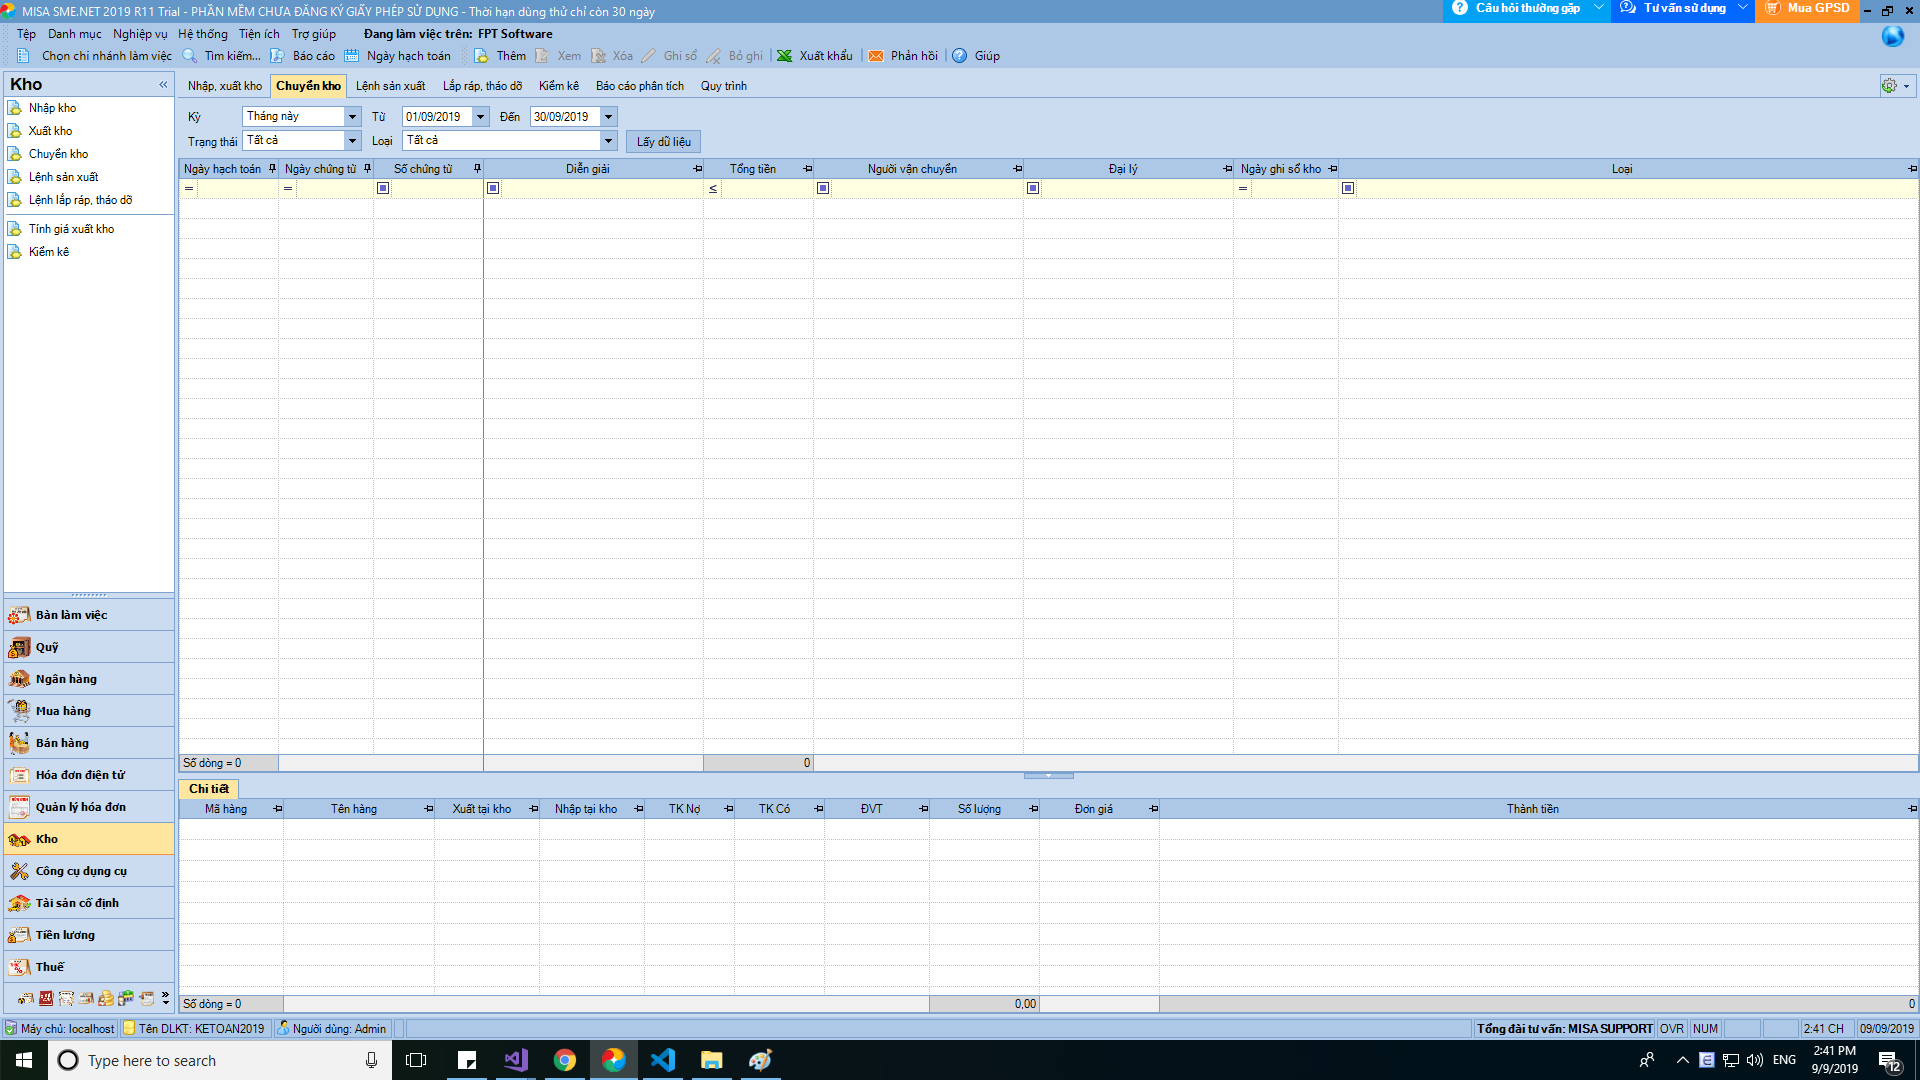 MISA SME.NET 2019 R11 Trial - PHẦN MỀM CHƯA ĐĂNG KÝ GIẤY PHÉP SỬ DỤNG - Thời hạn dùng thử chỉ còn 30 ngày
Câu hỏi thường gặp
Tư vấn sử dụng
Mua GPSD
Tệp Danh mục Nghiệp vụ Hệ thống Tiện ích Trợ giúp Đang làm việc trên: FPT Software
Chọn chi nhánh làm việc Tìm kiếm... Báo cáo Ngày hạch toán Thêm Xem Xóa Ghi sổ Bỏ ghi Xuất khẩu Phản hồi Giúp
Kho
Nhập kho
Xuất kho
Chuyển kho
Lệnh sản xuất
Lệnh lắp ráp, tháo dỡ
Tính giá xuất kho
Kiểm kê
Bàn làm việc
Quỹ
Ngân hàng
Mua hàng
Bán hàng
Hóa đơn điện tử
Quản lý hóa đơn
Kho
Công cụ dụng cụ
Tài sản cố định
Tiền lương
Thuế
Nhập, xuất kho Chuyển kho Lệnh sản xuất Lắp ráp, tháo dỡ Kiểm kê Báo cáo phân tích Quy trình
Kỳ Tháng này Từ 01/09/2019 Đến 30/09/2019
Trạng thái Tất cả Loại Tất cả Lấy dữ liệu
Ngày hạch toán Ngày chứng từ Số chứng từ Diễn giải Tổng tiền Người vận chuyển Đại lý Ngày ghi sổ kho Loại
= = ≤ =
Số dòng = 0 0
Chi tiết
Mã hàng Tên hàng Xuất tại kho Nhập tại kho TK Nợ TK Có ĐVT Số lượng Đơn giá Thành tiền
Số dòng = 0 0,00 0
Máy chủ: localhost Tên DLKT: KETOAN2019 Người dùng: Admin Tổng đài tư vấn: MISA SUPPORT OVR NUM 2:41 CH 09/09/2019
Type here to search
ENG
2:41 PM
9/9/2019
12